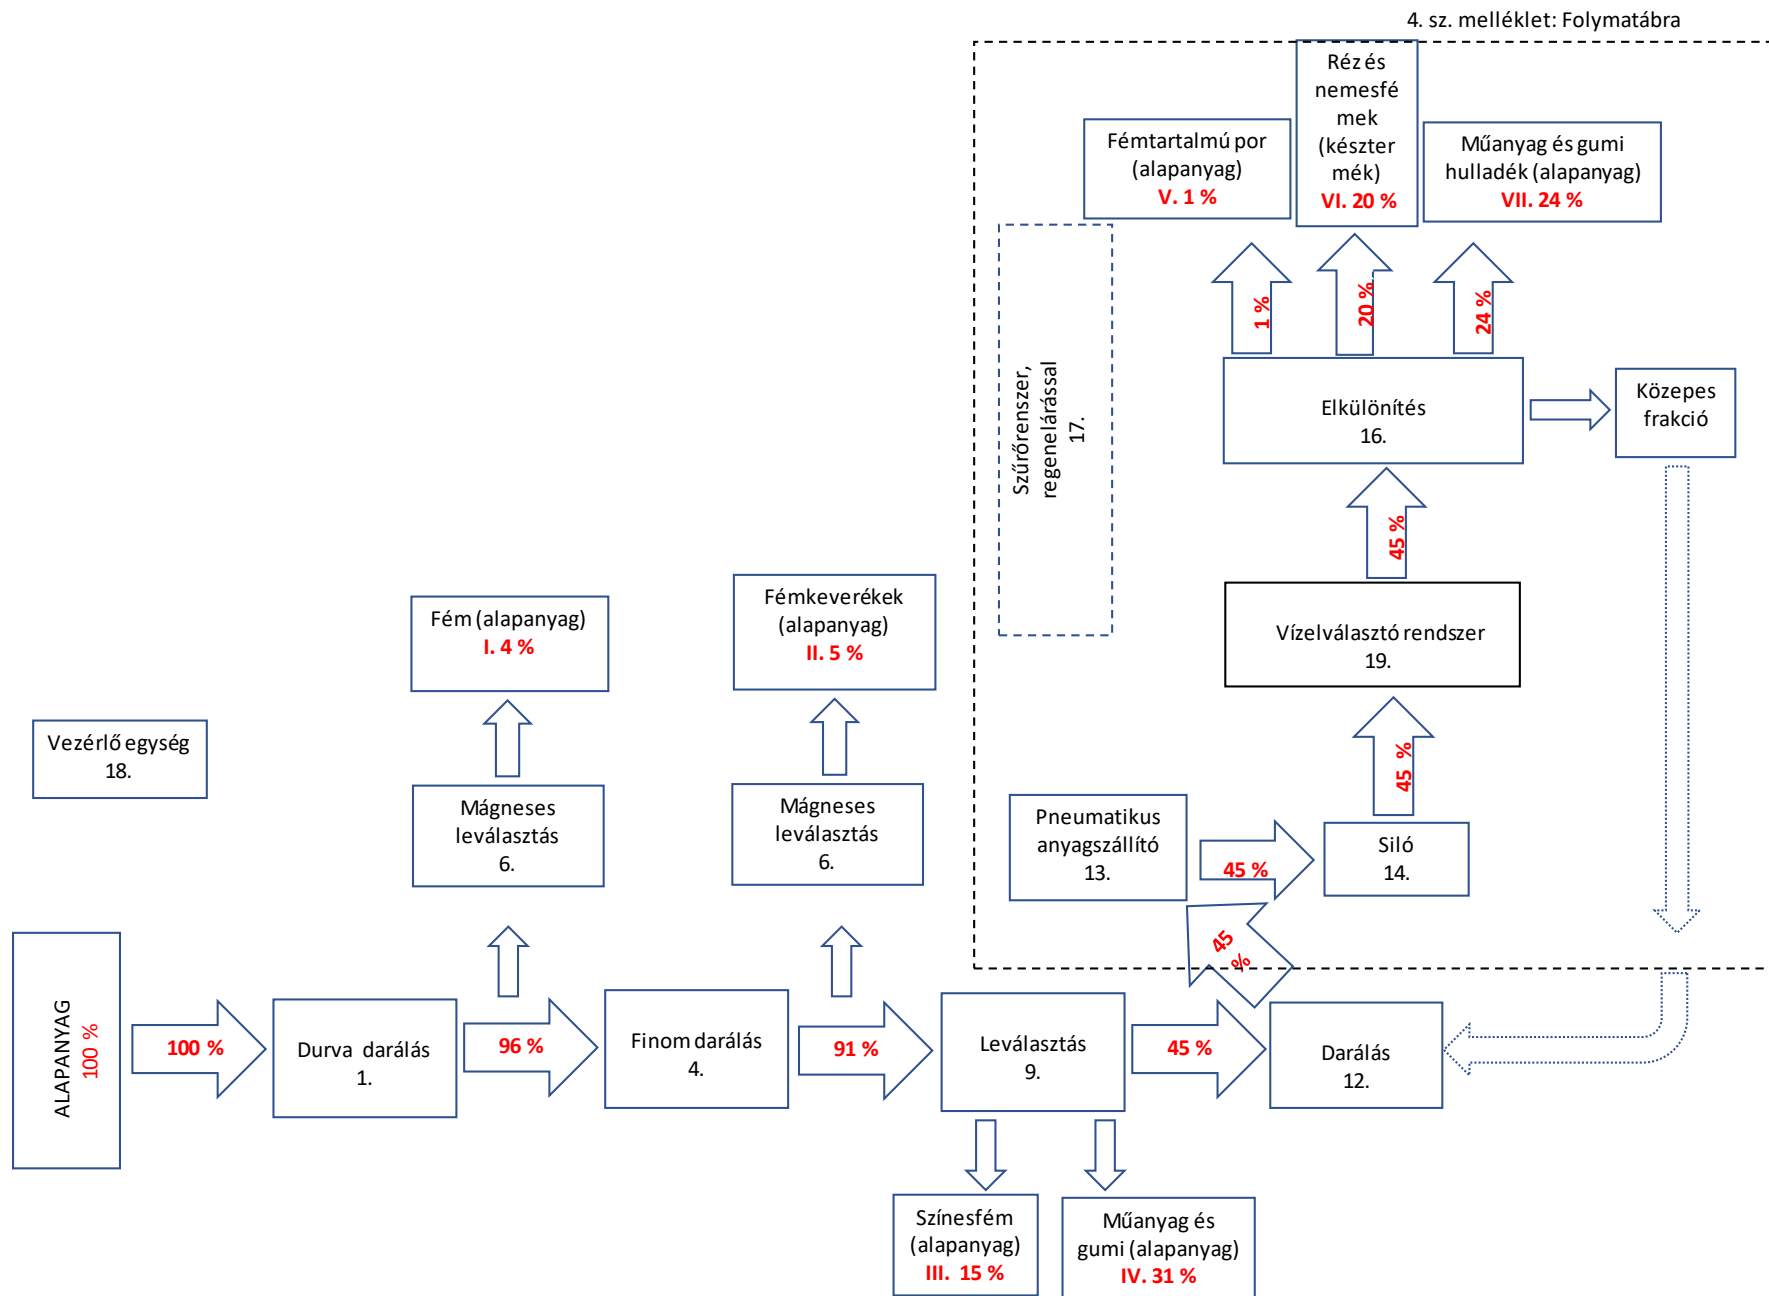 4. sz. melléklet: Folymatábra
Réz és
nemesfé
mek
(készter
mék)
VI. 20 %
Fémtartalmú por
(alapanyag)
V. 1 %
Műanyag és gumi
hulladék (alapanyag)
VII. 24 %
1 %
20 %
24 %
Szűrőrenszer,
regenelárással
17.
Elkülönítés
16.
Közepes
frakció
45 %
Vízelválasztó rendszer
19.
45 %
Fém (alapanyag)
I. 4 %
Fémkeverékek
(alapanyag)
II. 5 %
Vezérlő egység
18.
Mágneses
leválasztás
6.
Mágneses
leválasztás
6.
Pneumatikus
anyagszállító
13.
45 %
Siló
14.
45
%
ALAPANYAG
100 %
100 %
Durva darálás
1.
96 %
Finom darálás
4.
91 %
Leválasztás
9.
45 %
Darálás
12.
Színesfém
(alapanyag)
III. 15 %
Műanyag és
gumi (alapanyag)
IV. 31 %